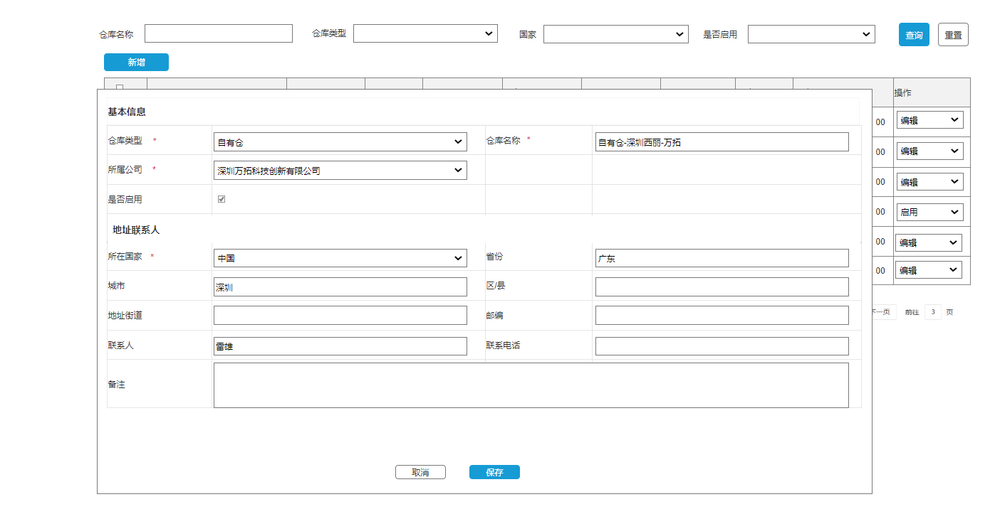 仓库名称 仓库类型 国家 是否启用 查询 重置
新增
操作
基本信息
00 编辑
仓库类型 * 自有仓 仓库名称 * 自有仓-深圳西丽-万拓
00 编辑
所属公司 * 深圳万拓科技创新有限公司
00 编辑
是否启用
00 启用
地址联系人
00 编辑
所在国家 * 中国 省份 广东
00 编辑
城市 深圳 区/县
地址街道 邮编
下一页 前往 3 页
联系人 雷雄 联系电话
备注
取消 保存